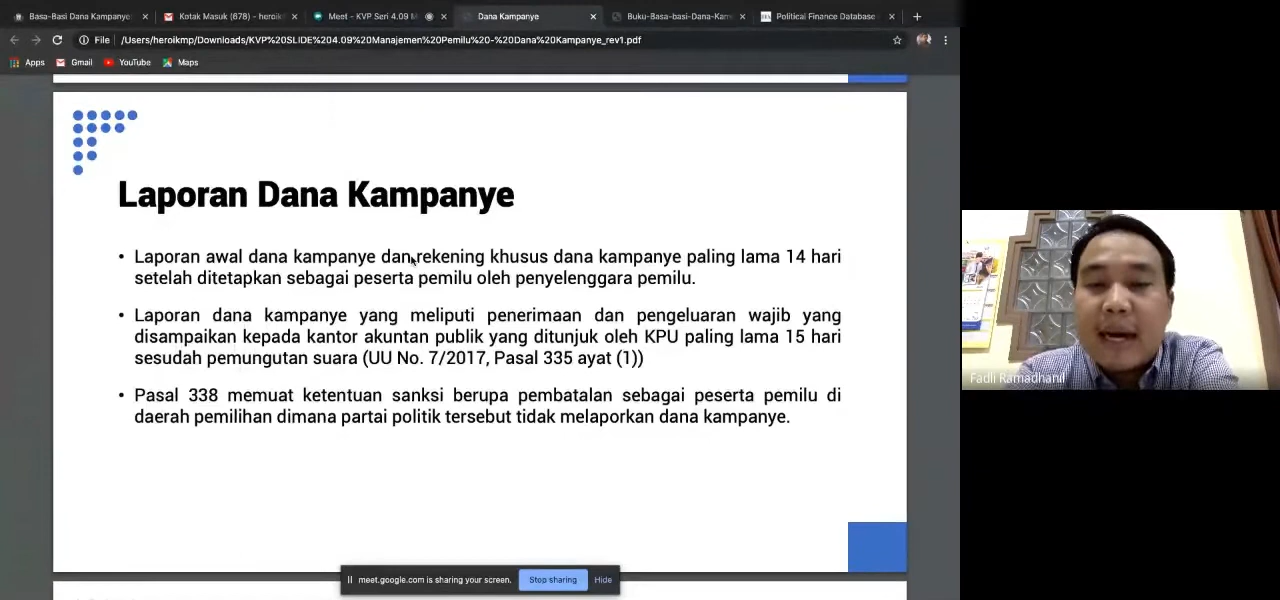 Basa-Basi Dana Kampanye:
Kotak Masuk (678) - heroik
Meet - KVP Seri 4.09 M
Dana Kampanye
Buku-Basa-basi-Dana-Kam
Political Finance Database
File
/Users/heroikmp/Downloads/KVP%20SLIDE%204.09%20Manajemen%20Pemilu%20-%20Dana%20Kampanye_rev1.pdf
Apps Gmail YouTube Maps
Laporan Dana Kampanye
• Laporan awal dana kampanye dan rekening khusus dana kampanye paling lama 14 hari
setelah ditetapkan sebagai peserta pemilu oleh penyelenggara pemilu.
• Laporan dana kampanye yang meliputi penerimaan dan pengeluaran wajib yang
disampaikan kepada kantor akuntan publik yang ditunjuk oleh KPU paling lama 15 hari
sesudah pemungutan suara (UU No. 7/2017, Pasal 335 ayat (1))
• Pasal 338 memuat ketentuan sanksi berupa pembatalan sebagai peserta pemilu di
daerah pemilihan dimana partai politik tersebut tidak melaporkan dana kampanye.
Fadli Ramadhanil
meet.google.com is sharing your screen. Stop sharing Hide